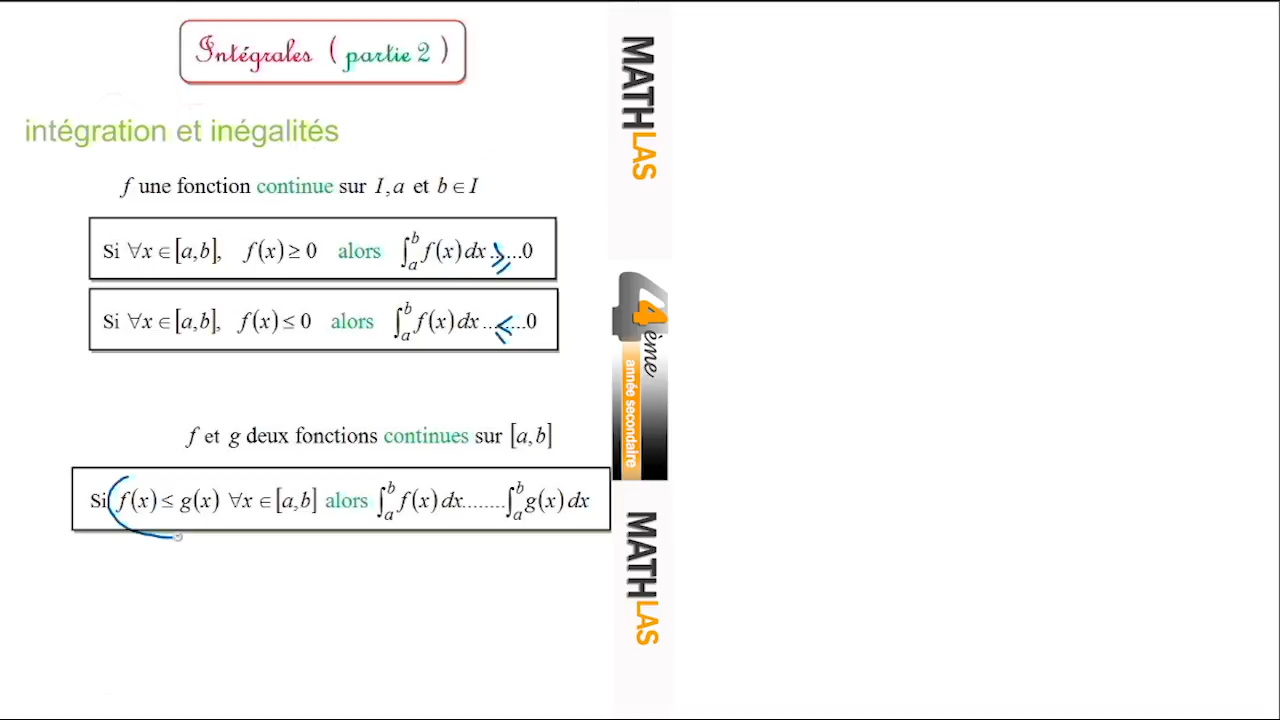 Intégrales ( partie 2 )
intégration et inégalités
f une fonction continue sur I, a et b ∈ I
Si ∀x ∈ [a,b], f(x) ≥ 0 alors ∫_a^b f(x) dx ..≥...0
Si ∀x ∈ [a,b], f(x) ≤ 0 alors ∫_a^b f(x) dx ...≤...0
f et g deux fonctions continues sur [a,b]
Si f(x) ≤ g(x) ∀x ∈ [a,b] alors ∫_a^b f(x) dx........∫_a^b g(x) dx
MATHLAS
4ème
année secondaire
MATHLAS